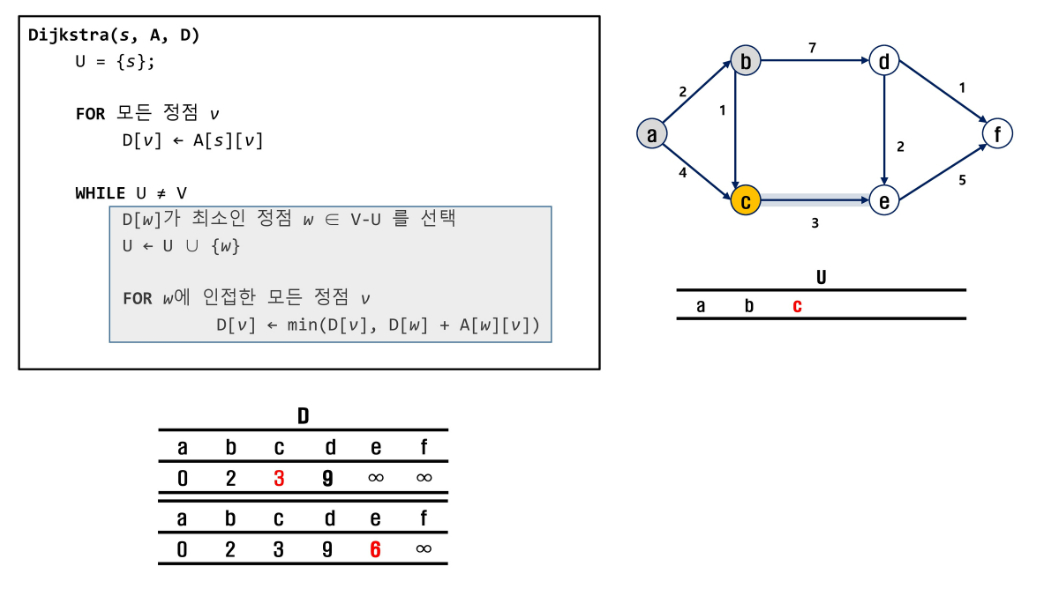 Dijkstra(s, A, D)
U = {s};
FOR 모든 정점 v
D[v] ← A[s][v]
WHILE U ≠ V
D[w]가 최소인 정점 w ∈ V-U 를 선택
U ← U ∪ {w}
FOR w에 인접한 모든 정점 v
D[v] ← min(D[v], D[w] + A[w][v])
7
b
d
2
1
1
a
2
f
4
5
c
e
3
U
a b c
D
a b c d e f
0 2 3 9 ∞ ∞
a b c d e f
0 2 3 9 6 ∞